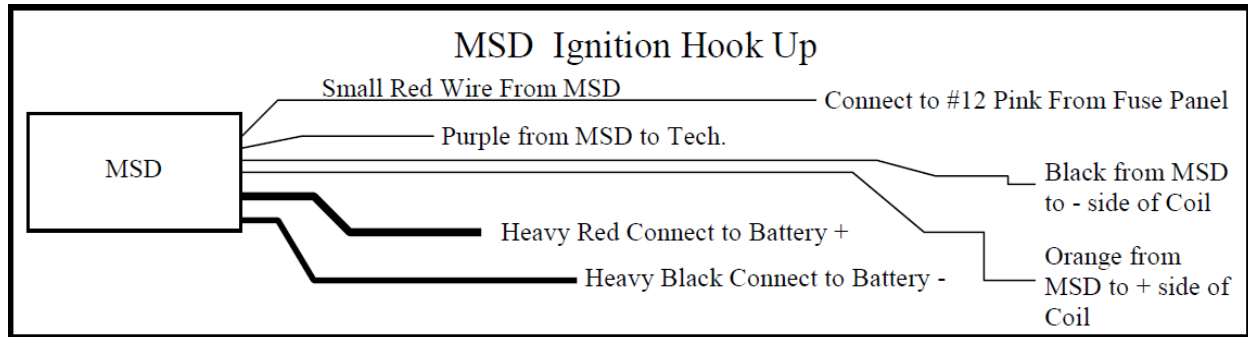 MSD Ignition Hook Up
Small Red Wire From MSD
Connect to #12 Pink From Fuse Panel
Purple from MSD to Tech.
MSD
Black from MSD
to - side of Coil
Heavy Red Connect to Battery +
Heavy Black Connect to Battery -
Orange from
MSD to + side of
Coil